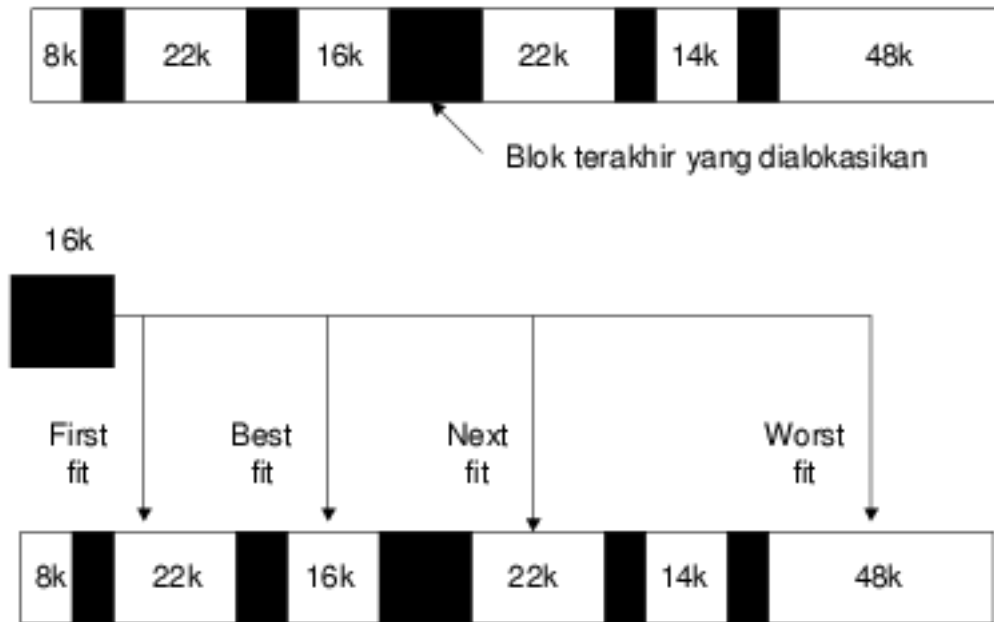 8k 22k 16k 22k 14k 48k
Blok terakhir yang dialokasikan
16k
First fit
Best fit
Next fit
Worst fit
8k 22k 16k 22k 14k 48k